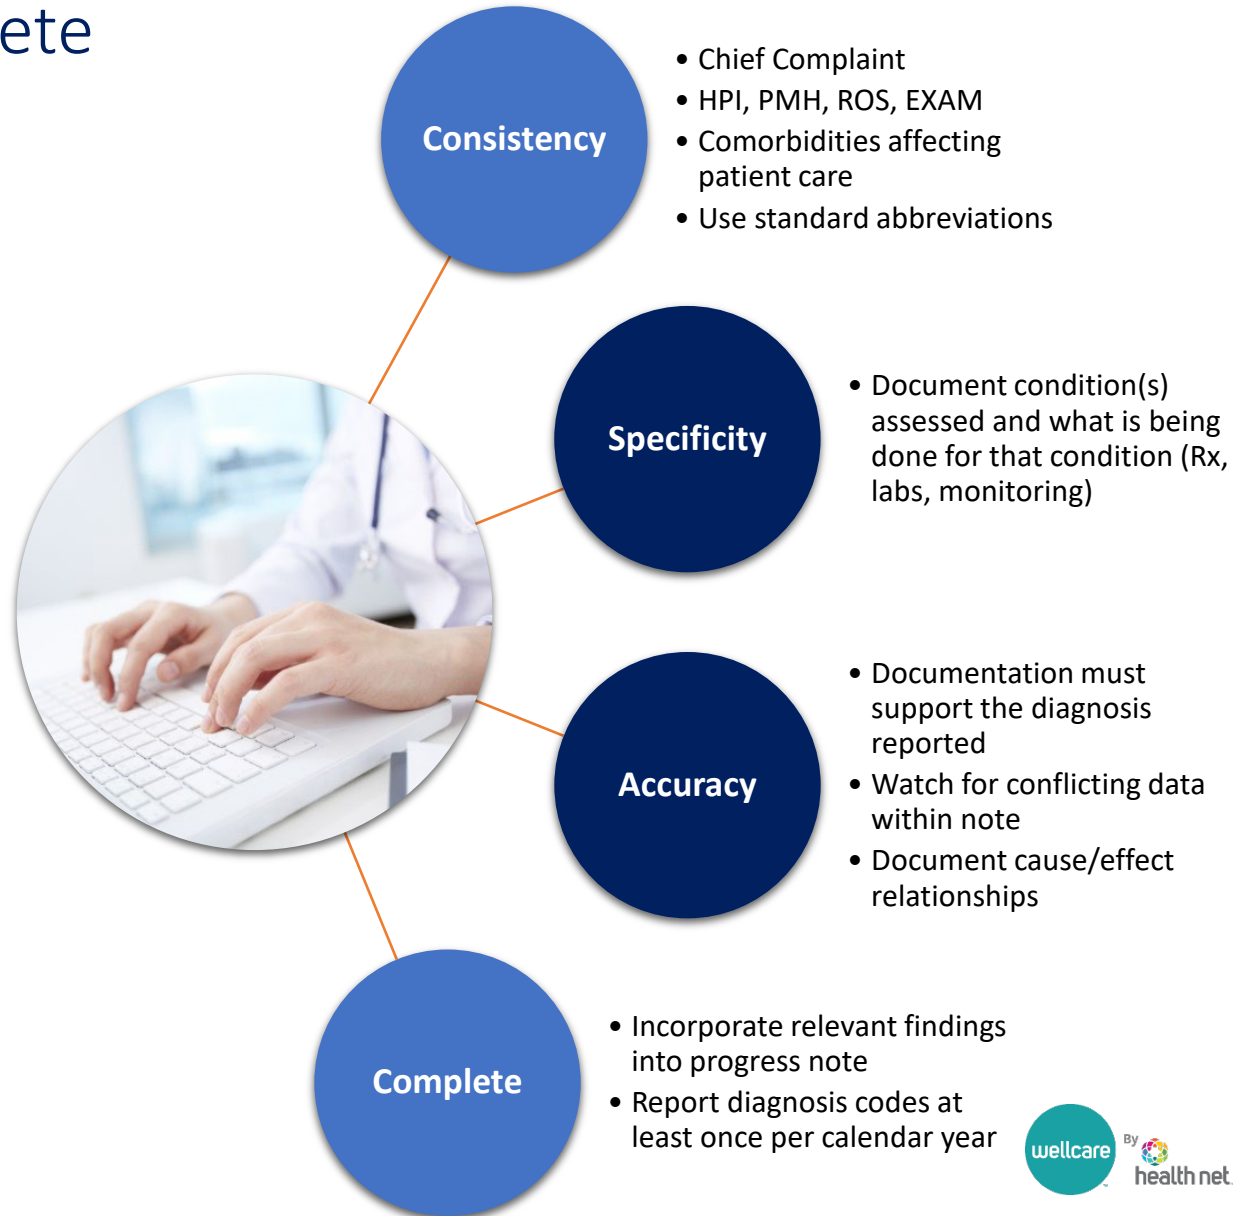 ete
Consistency
• Chief Complaint
• HPI, PMH, ROS, EXAM
• Comorbidities affecting
patient care
• Use standard abbreviations
Specificity
• Document condition(s)
assessed and what is being
done for that condition (Rx,
labs, monitoring)
Accuracy
• Documentation must
support the diagnosis
reported
• Watch for conflicting data
within note
• Document cause/effect
relationships
Complete
• Incorporate relevant findings
into progress note
• Report diagnosis codes at
least once per calendar year
wellcare
By
health net